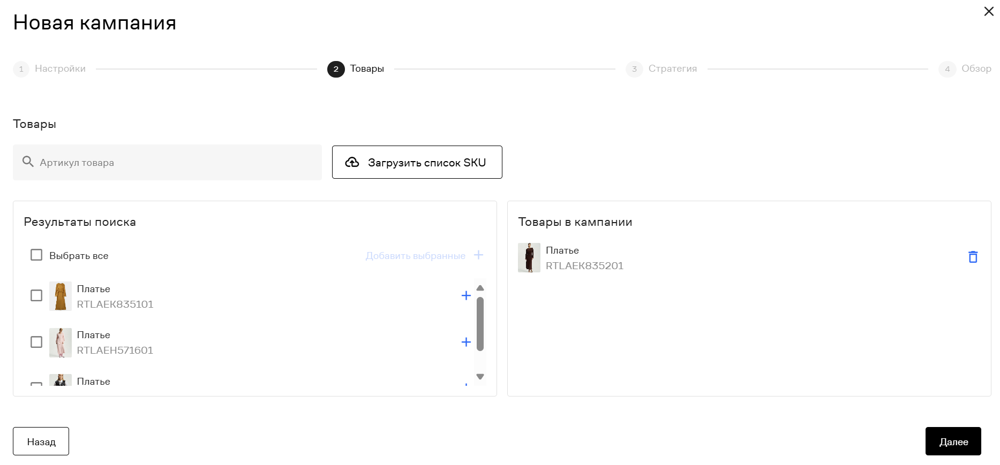 Новая кампания
1 Настройки
2 Товары
3 Стратегия
4 Обзор
Товары
Артикул товара
Загрузить список SKU
Результаты поиска
Выбрать все
Добавить выбранные
Платье
RTLAEK835101
Платье
RTLAEH571601
Платье
Товары в кампании
Платье
RTLAEK835201
Назад
Далее